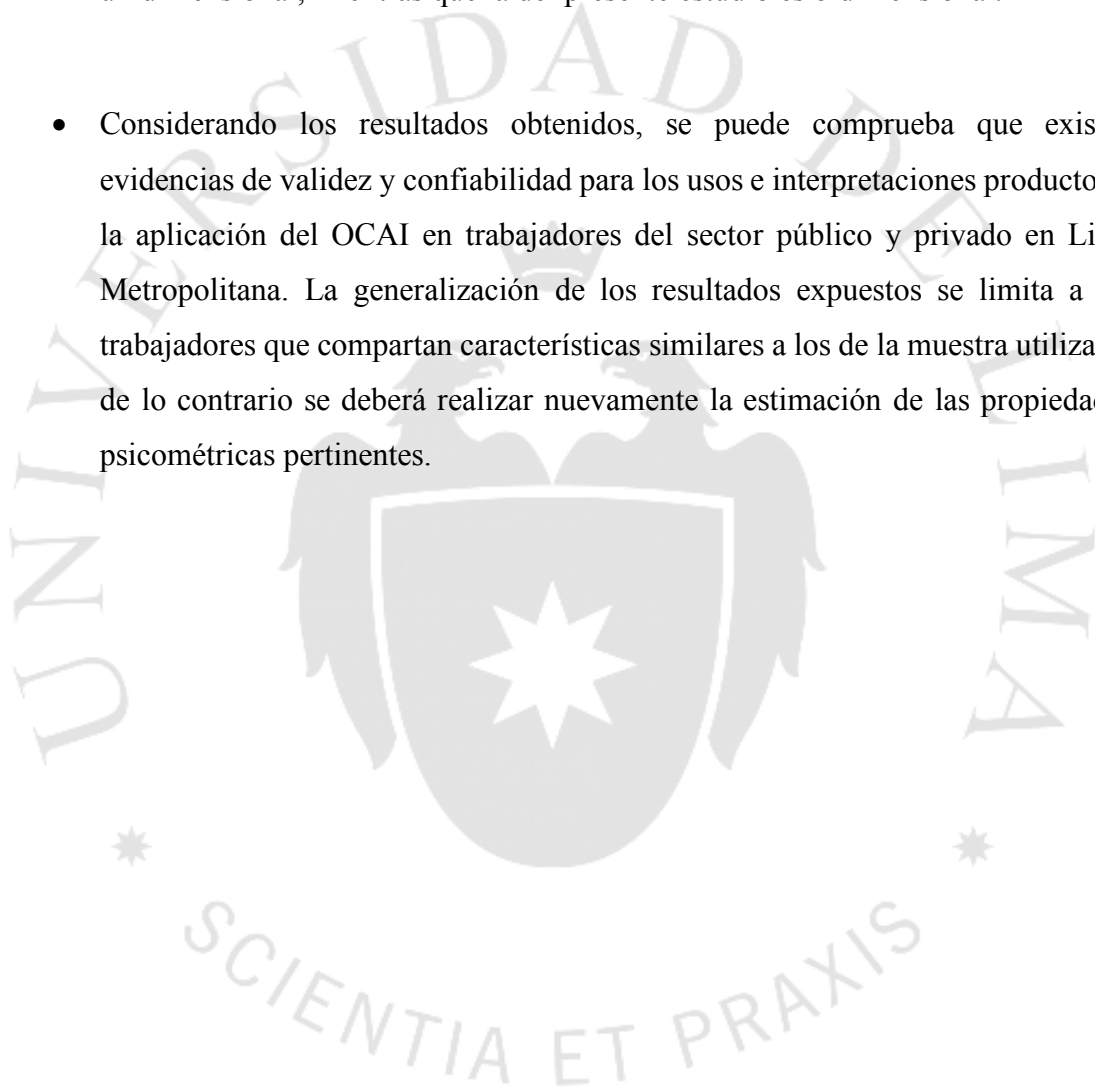 • Considerando los resultados obtenidos, se puede comprueba que exis
evidencias de validez y confiabilidad para los usos e interpretaciones producto
la aplicación del OCAI en trabajadores del sector público y privado en Li
Metropolitana. La generalización de los resultados expuestos se limita a
trabajadores que compartan características similares a los de la muestra utiliza
de lo contrario se deberá realizar nuevamente la estimación de las propieda
psicométricas pertinentes.
UNIVERSIDAD DE LIMA
SCIENTIA ET PRAXIS